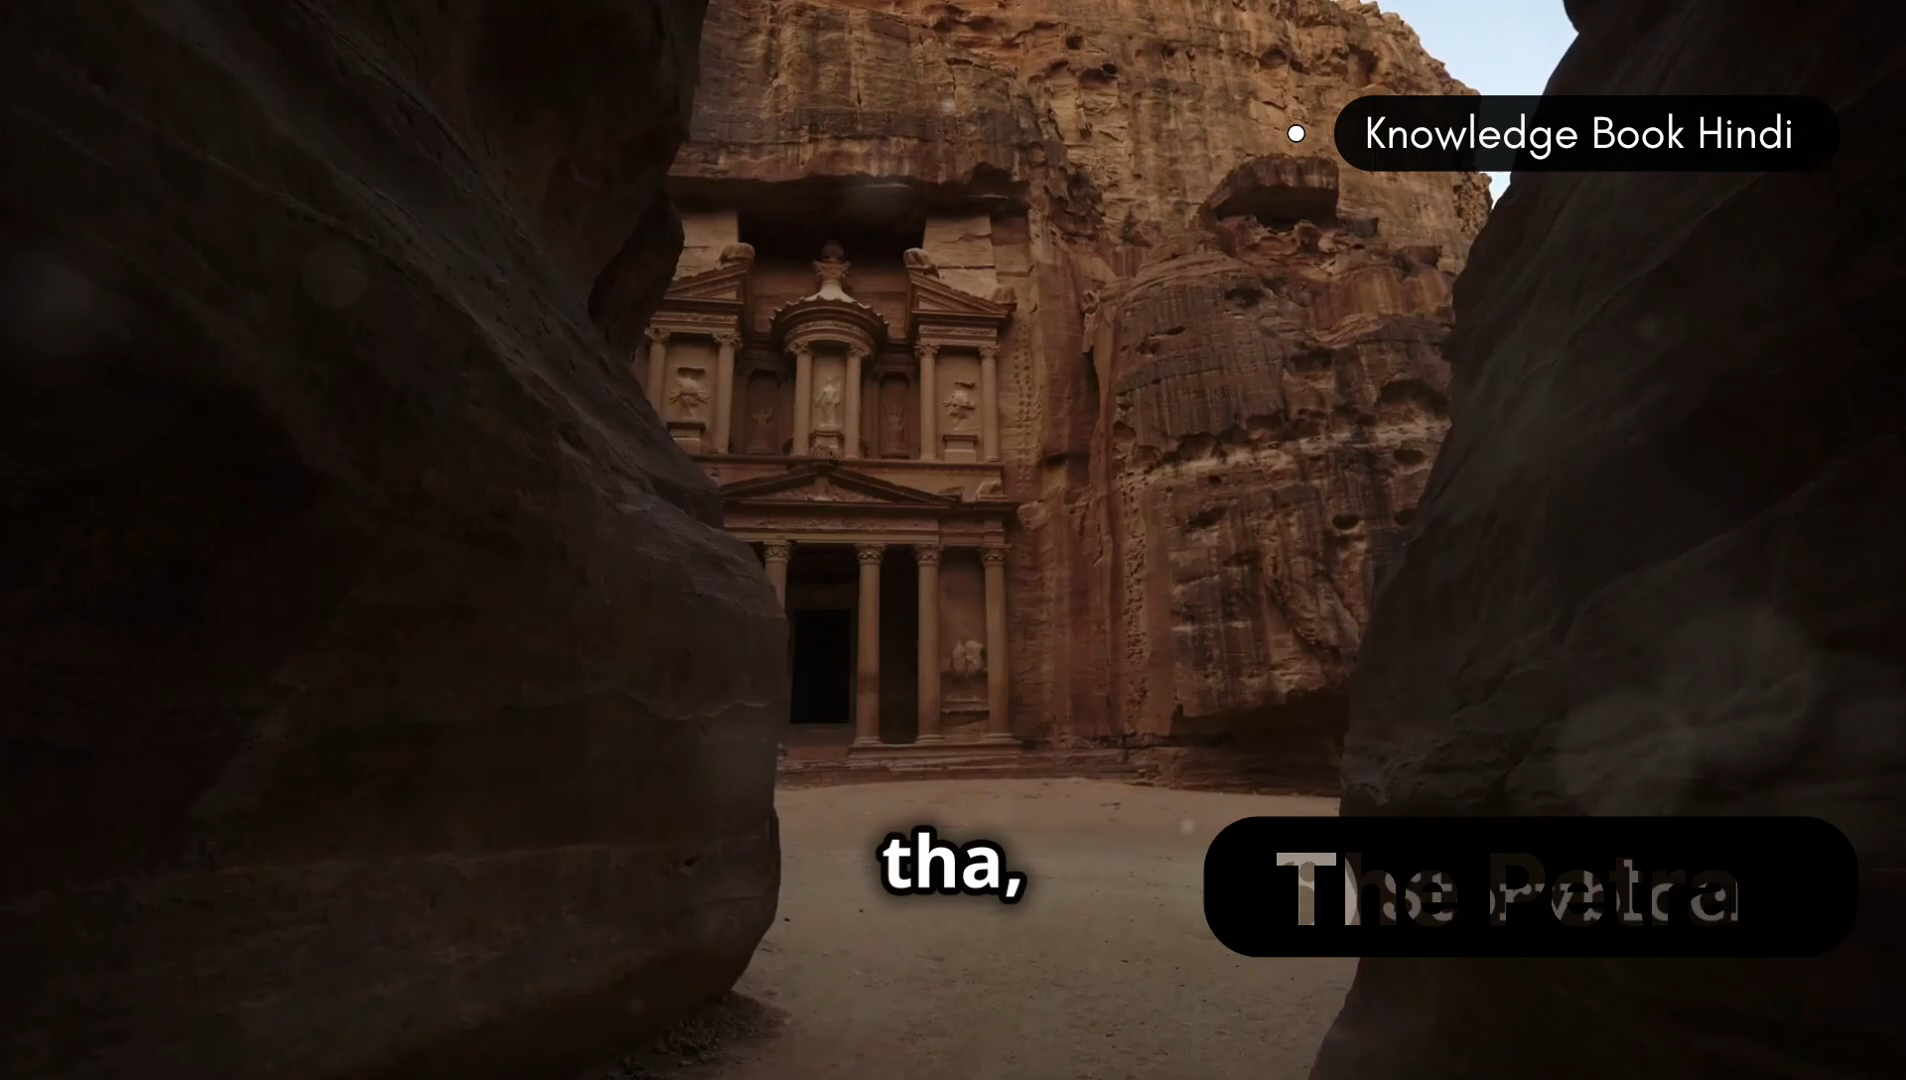 Knowledge Book Hindi
tha,
The Petra